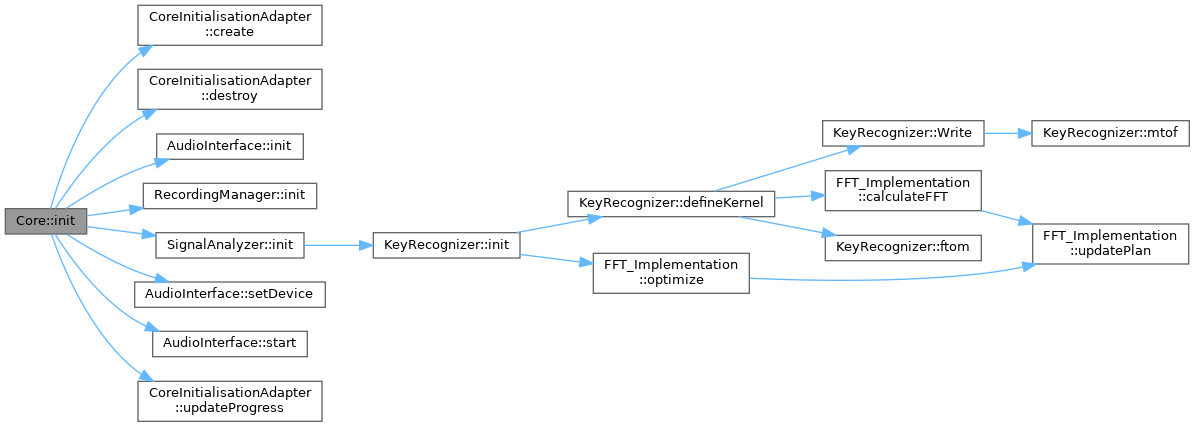 Core::init
CoreInitialisationAdapter
::create
CoreInitialisationAdapter
::destroy
AudioInterface::init
RecordingManager::init
SignalAnalyzer::init
AudioInterface::setDevice
AudioInterface::start
CoreInitialisationAdapter
::updateProgress
KeyRecognizer::init
KeyRecognizer::defineKernel
FFT_Implementation
::optimize
KeyRecognizer::Write
FFT_Implementation
::calculateFFT
KeyRecognizer::ftom
KeyRecognizer::mtof
FFT_Implementation
::updatePlan